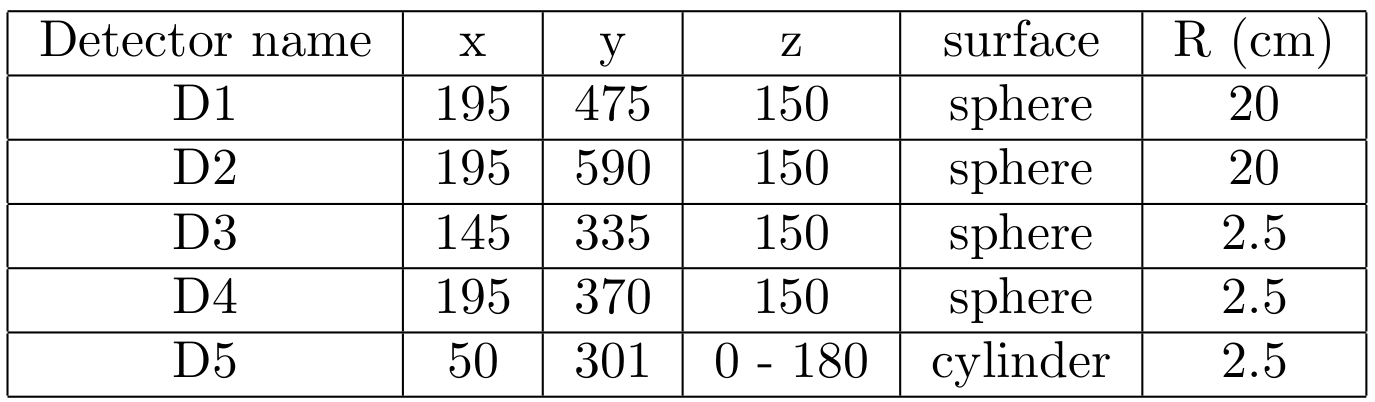 Detector name x y z surface R (cm)
D1 195 475 150 sphere 20
D2 195 590 150 sphere 20
D3 145 335 150 sphere 2.5
D4 195 370 150 sphere 2.5
D5 50 301 0 - 180 cylinder 2.5